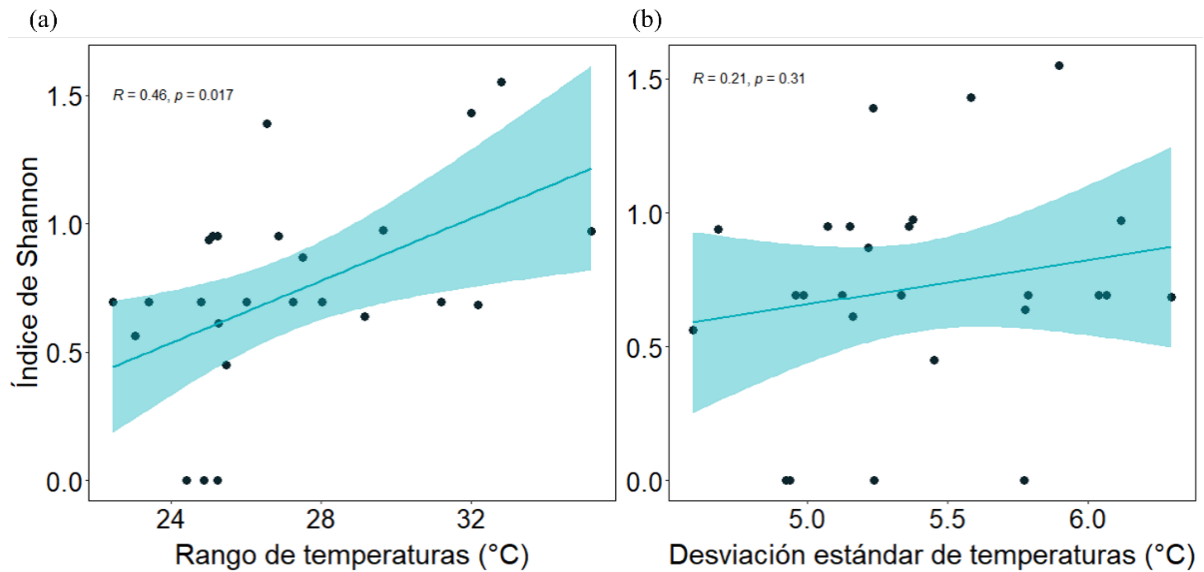 (a)
(b)
R = 0.46, p = 0.017
R = 0.21, p = 0.31
Índice de Shannon
1.5
1.0
0.5
0.0
24
28
32
Rango de temperaturas (°C)
1.5
1.0
0.5
0.0
5.0
5.5
6.0
Desviación estándar de temperaturas (°C)